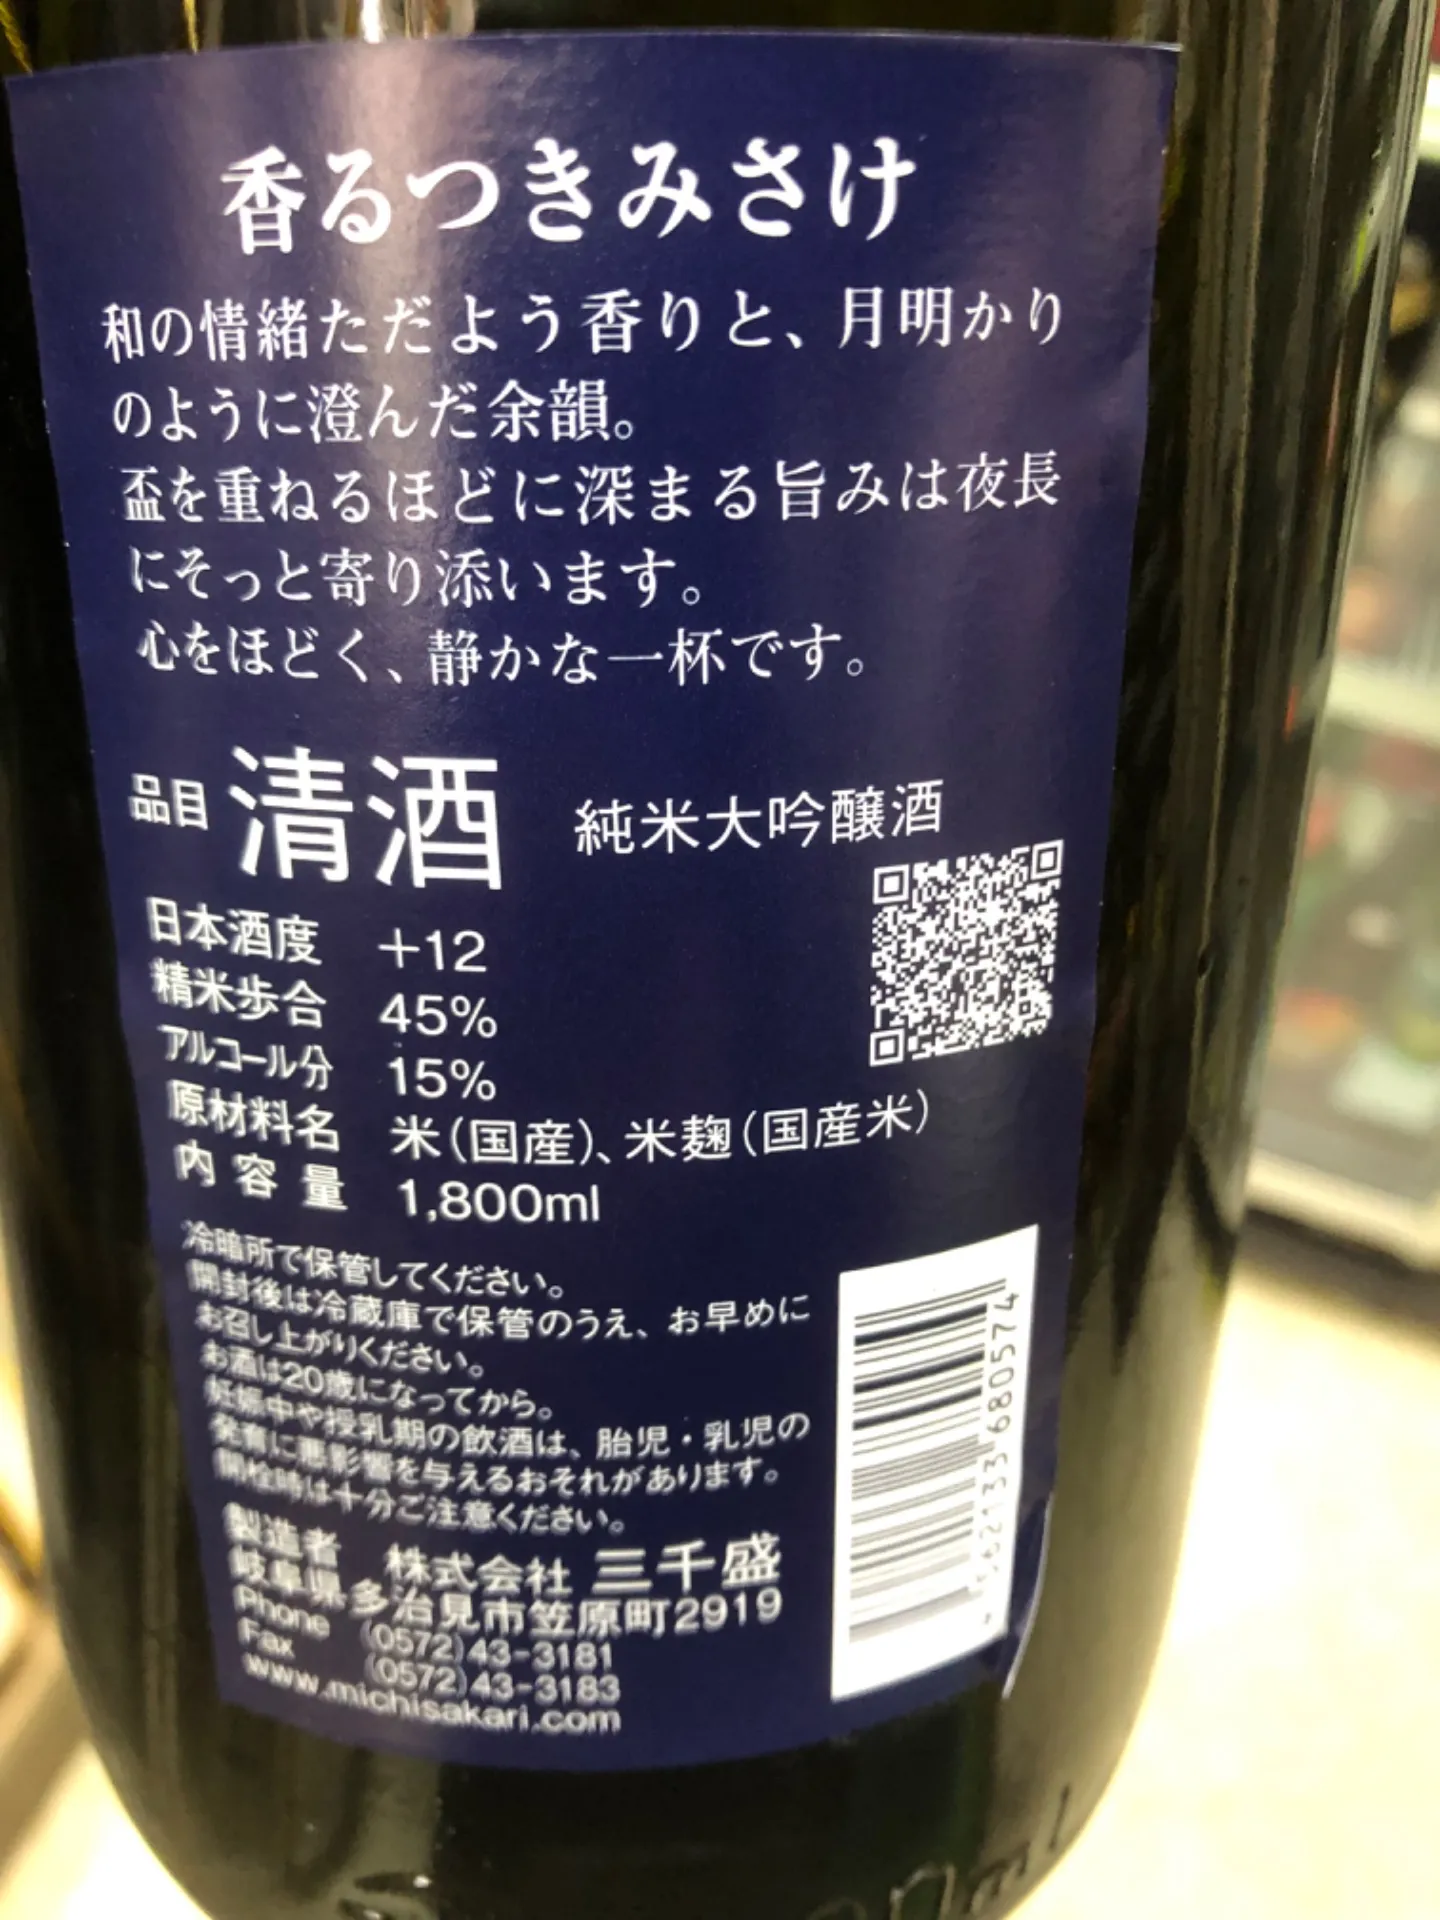 香るつきみさけ
和の情緒ただよう香りと、月明かり
のように澄んだ余韻。
盃を重ねるほどに深まる旨みは夜長
にそっと寄り添います。
心をほどく、静かな一杯です。
品目 清酒 純米大吟醸酒
日本酒度 +12
精米歩合 45%
アルコール分 15%
原材料名 米(国産)、米麹(国産米)
内容量 1,800ml
冷暗所で保管してください。
開封後は冷蔵庫で保管のうえ、お早めに
お召し上がりください。
お酒は20歳になってから。
妊娠中や授乳期の飲酒は、胎児・乳児の
発育に悪影響を与えるおそれがあります。
開栓時は十分ご注意ください。
製造者 株式会社 三千盛
岐阜県多治見市笠原町2919
Phone (0572)43-3181
Fax (0572)43-3183
www.michisakari.com
4 562133 680574